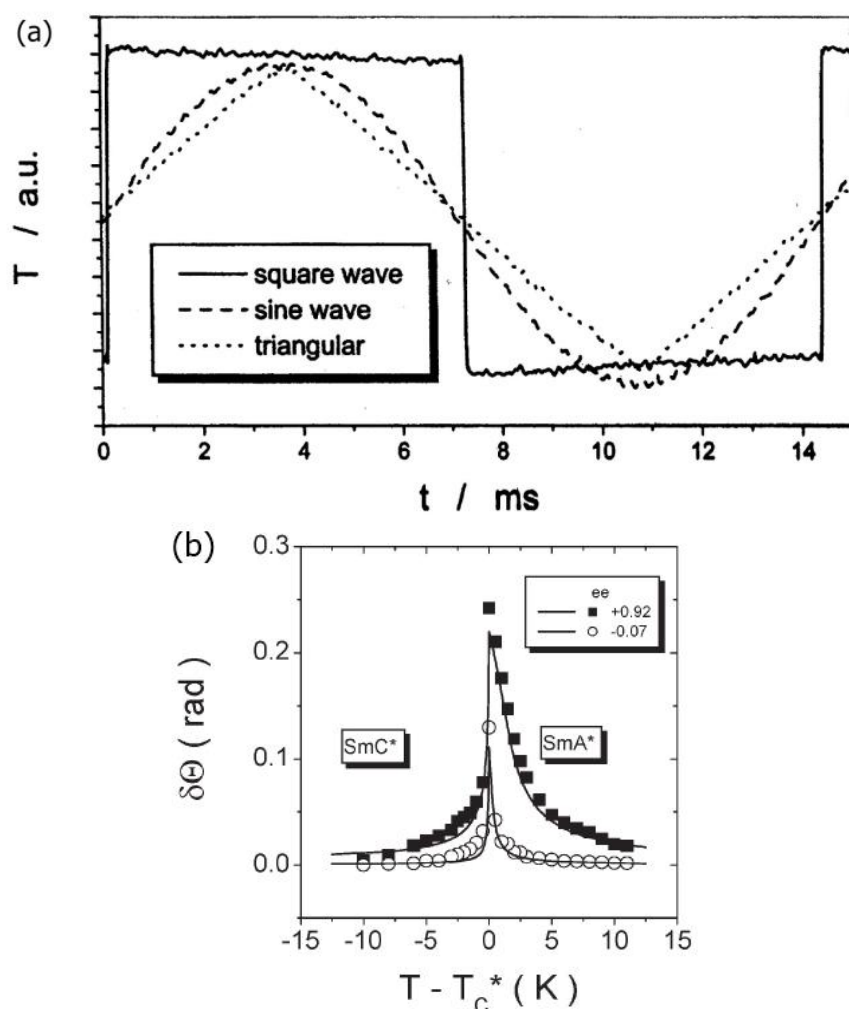 (a)
T / a.u.
square wave
sine wave
triangular
0 2 4 6 8 10 12 14
t / ms
(b)
0.3
0.2
0.1
0.0
δΘ ( rad )
ee
+0.92
-0.07
SmC*
SmA*
-15 -10 -5 0 5 10 15
T - T_C* ( K )